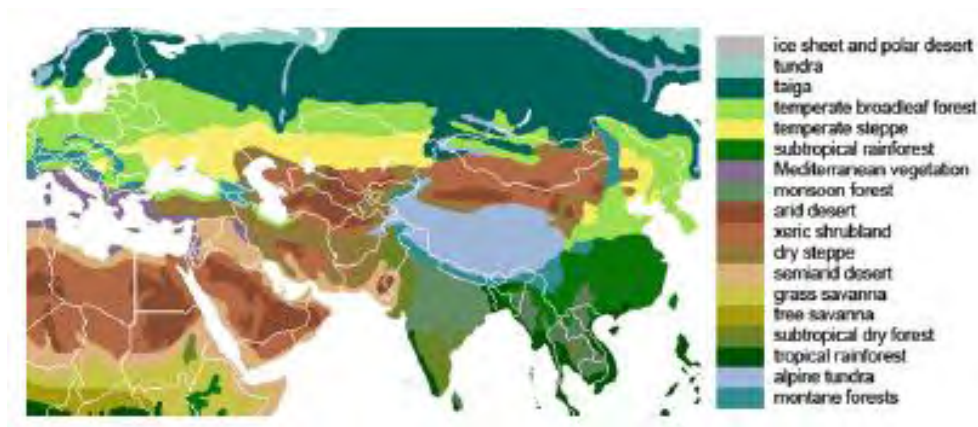 ice sheet and polar desert
tundra
taiga
temperate broadleaf forest
temperate steppe
subtropical rainforest
Mediterranean vegetation
monsoon forest
arid desert
xeric shrubland
dry steppe
semiarid desert
grass savanna
tree savanna
subtropical dry forest
tropical rainforest
alpine tundra
montane forests